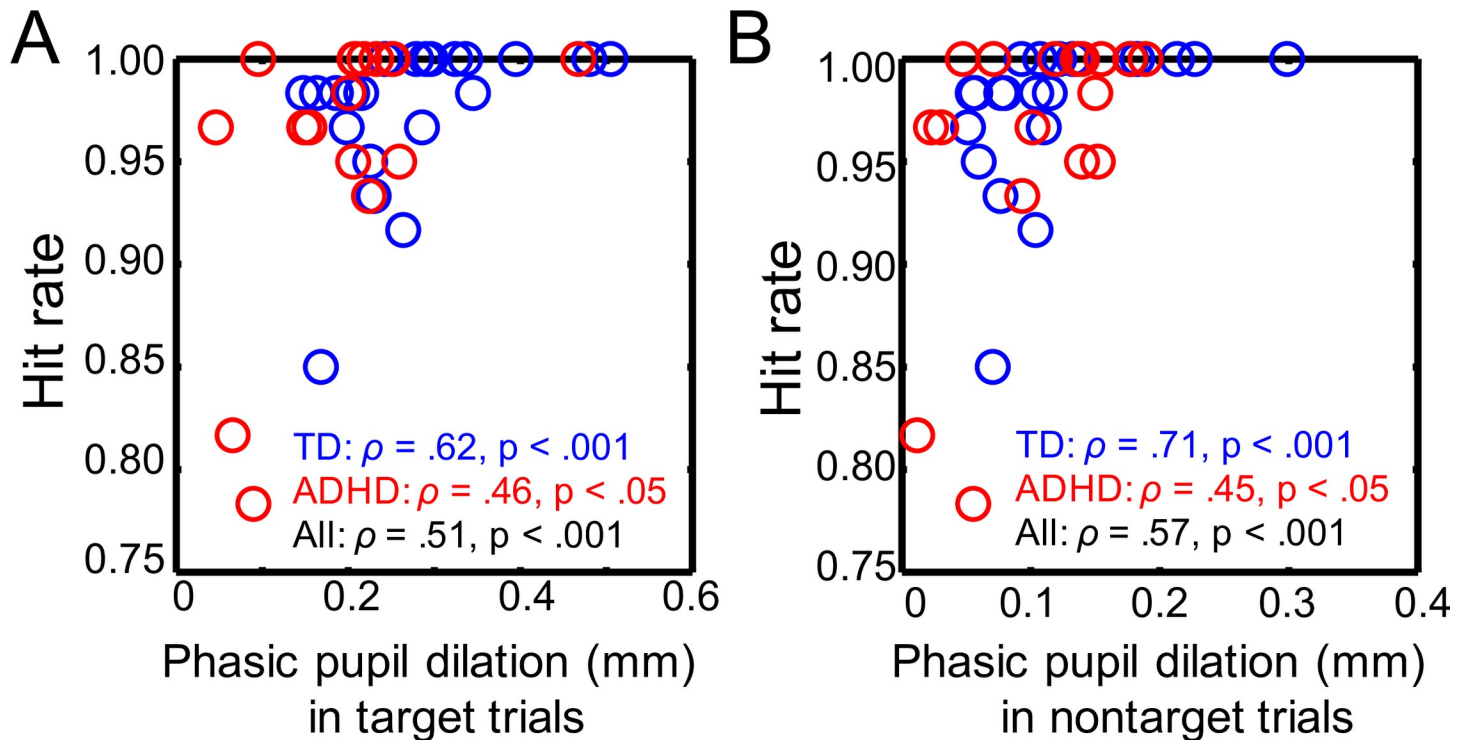 A
Hit rate
1.00
0.95
0.90
0.85
0.80
0.75
TD: ρ = .62, p < .001
ADHD: ρ = .46, p < .05
All: ρ = .51, p < .001
0 0.2 0.4 0.6
Phasic pupil dilation (mm)
in target trials
B
Hit rate
1.00
0.95
0.90
0.85
0.80
0.75
TD: ρ = .71, p < .001
ADHD: ρ = .45, p < .05
All: ρ = .57, p < .001
0 0.1 0.2 0.3 0.4
Phasic pupil dilation (mm)
in nontarget trials